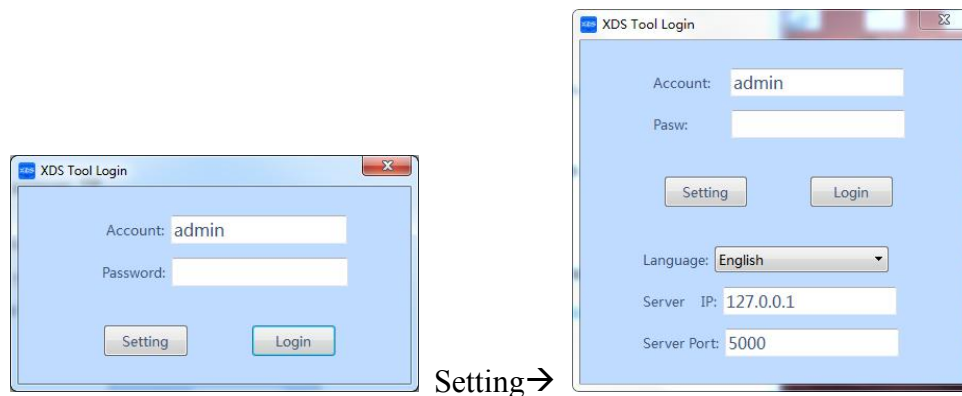 XDS Tool Login
Account: admin
Password:
Setting Login
Setting→
XDS Tool Login
Account: admin
Pasw:
Setting Login
Language: English
Server IP: 127.0.0.1
Server Port: 5000